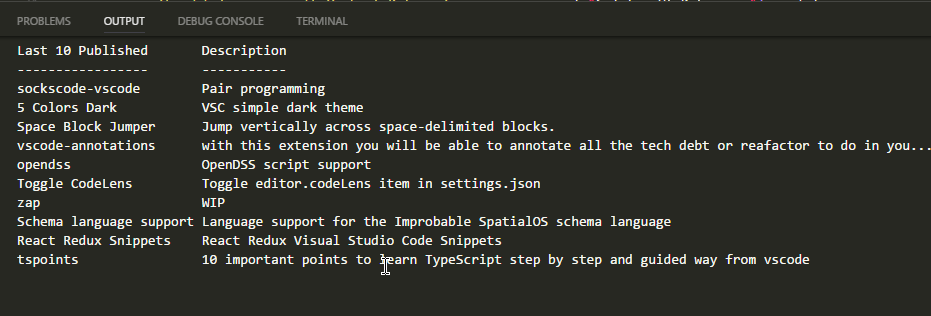 PROBLEMS OUTPUT DEBUG CONSOLE TERMINAL
Last 10 Published Description
----------------- -----------
sockscode-vscode Pair programming
5 Colors Dark VSC simple dark theme
Space Block Jumper Jump vertically across space-delimited blocks.
vscode-annotations with this extension you will be able to annotate all the tech debt or reafactor to do in you...
opendss OpenDSS script support
Toggle CodeLens Toggle editor.codeLens item in settings.json
zap WIP
Schema language support Language support for the Improbable SpatialOS schema language
React Redux Snippets React Redux Visual Studio Code Snippets
tspoints 10 important points to learn TypeScript step by step and guided way from vscode